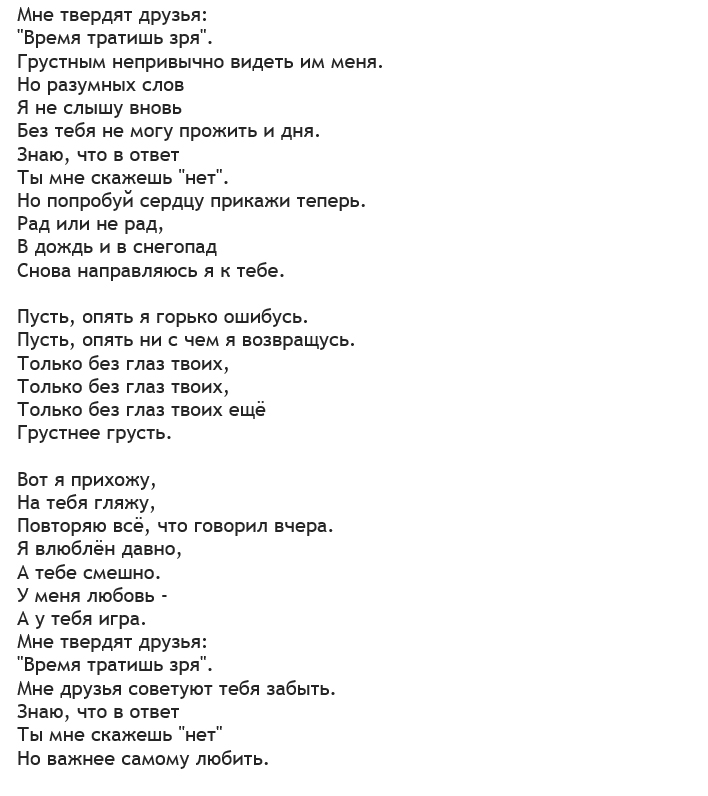 Мне твердят друзья:
"Время тратишь зря".
Грустным непривычно видеть им меня.
Но разумных слов
Я не слышу вновь
Без тебя не могу прожить и дня.
Знаю, что в ответ
Ты мне скажешь "нет".
Но попробуй сердцу прикажи теперь.
Рад или не рад,
В дождь и в снегопад
Снова направляюсь я к тебе.

Пусть, опять я горько ошибусь.
Пусть, опять ни с чем я возвращусь.
Только без глаз твоих,
Только без глаз твоих,
Только без глаз твоих ещё
Грустнее грусть.

Вот я прихожу,
На тебя гляжу,
Повторяю всё, что говорил вчера.
Я влюблён давно,
А тебе смешно.
У меня любовь -
А у тебя игра.
Мне твердят друзья:
"Время тратишь зря".
Мне друзья советуют тебя забыть.
Знаю, что в ответ
Ты мне скажешь "нет"
Но важнее самому любить.